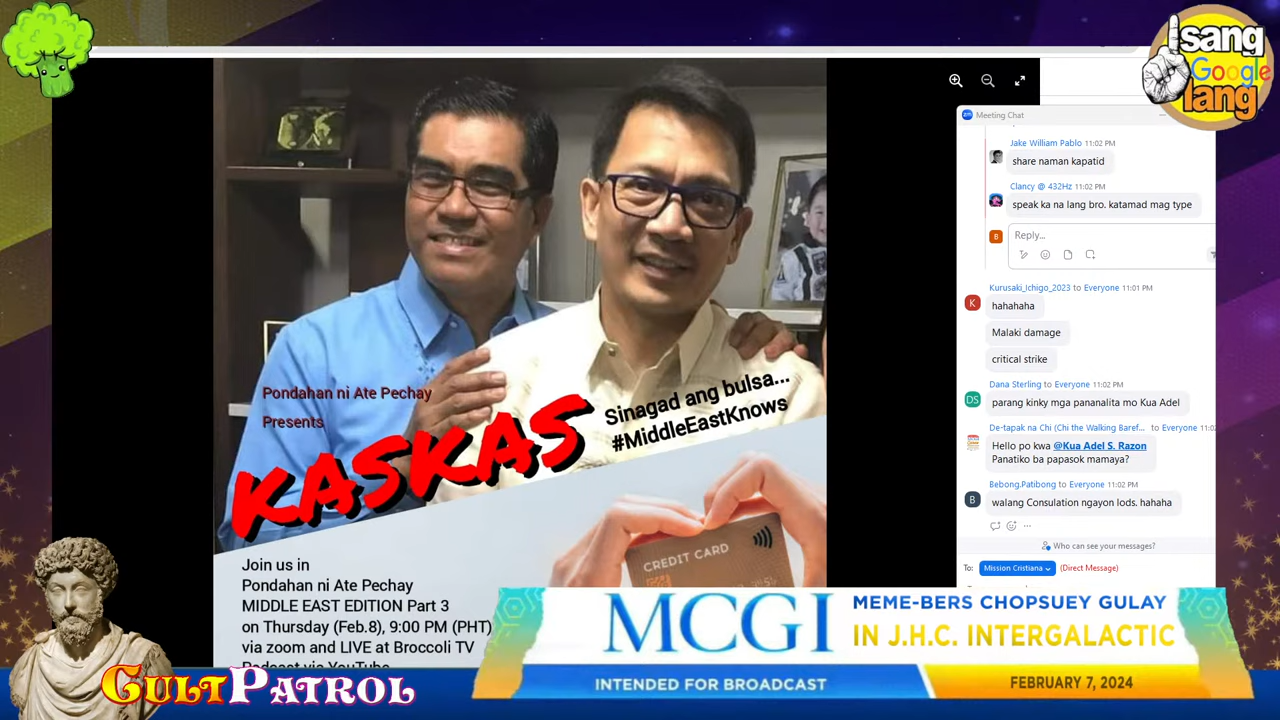 Isang
Google
lang
Meeting Chat
Jake William Pablo 11:02 PM
share naman kapatid
Clancy @ 432Hz 11:02 PM
speak ka na lang bro. katamad mag type
B
Reply...
Kurusaki_Ichigo_2023 to Everyone 11:01 PM
K
hahahaha
Malaki damage
critical strike
Dana Sterling to Everyone 11:02 PM
DS
parang kinky mga pananalita mo Kua Adel
De-tapak na Chi (Chi the Walking Baref... to Everyone 11:02
Hello po kwa @Kua Adel S. Razon
Panatiko ba papasok mamaya?
Bebong.Patibong to Everyone 11:02 PM
B
walang Consulation ngayon lods. hahaha
Who can see your messages?
To: Mission Cristiana (Direct Message)
Pondahan ni Ate Pechay
Presents
KASKAS
Sinagad ang bulsa...
#MiddleEastKnows
CREDIT CARD
Join us in
Pondahan ni Ate Pechay
MIDDLE EAST EDITION Part 3
on Thursday (Feb.8), 9:00 PM (PHT)
via zoom and LIVE at Broccoli TV
Podcast via YouTube
MCGI
MEME-BERS CHOPSUEY GULAY
IN J.H.C. INTERGALACTIC
INTENDED FOR BROADCAST
FEBRUARY 7, 2024
CULTPATROL